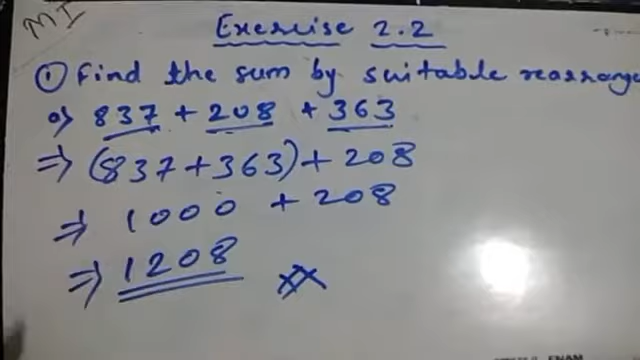 MI
Exercise 2.2
① Find the sum by suitable rearrange
a) 837 + 208 + 363
⇒ (837+363) + 208
⇒ 1000 + 208
⇒ 1208